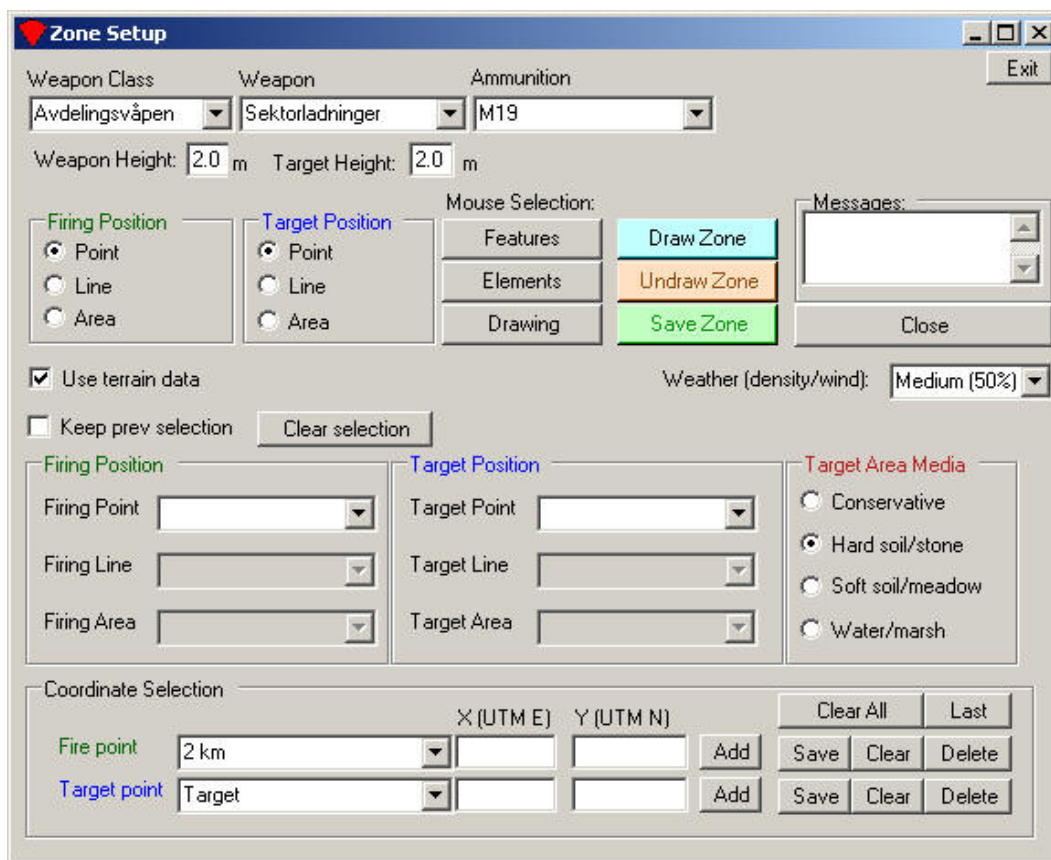 Zone Setup
Exit
Weapon Class Weapon Ammunition
Avdelingsvåpen Sektorladninger M19
Weapon Height: 2.0 m Target Height: 2.0 m
Mouse Selection:
Firing Position Target Position Features Draw Zone Messages:
Point Point
Line Line Elements Undraw Zone
Area Area Drawing Save Zone Close
Use terrain data Weather (density/wind): Medium (50%)
Keep prev selection Clear selection
Firing Position Target Position Target Area Media
Firing Point Target Point Conservative
Firing Line Target Line Hard soil/stone
Soft soil/meadow
Firing Area Target Area Water/marsh
Coordinate Selection
X (UTM E) Y (UTM N) Clear All Last
Fire point 2 km Add Save Clear Delete
Target point Target Add Save Clear Delete